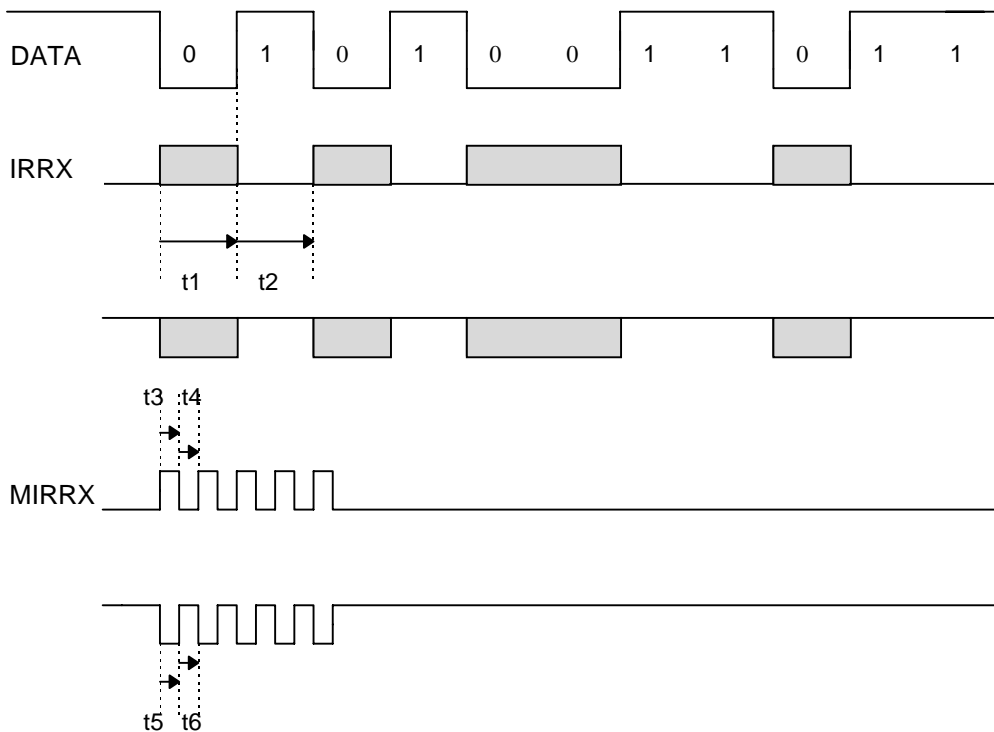 DATA 0 1 0 1 0 0 1 1 0 1 1
IRRX
t1 t2
t3 t4
MIRRX
t5 t6